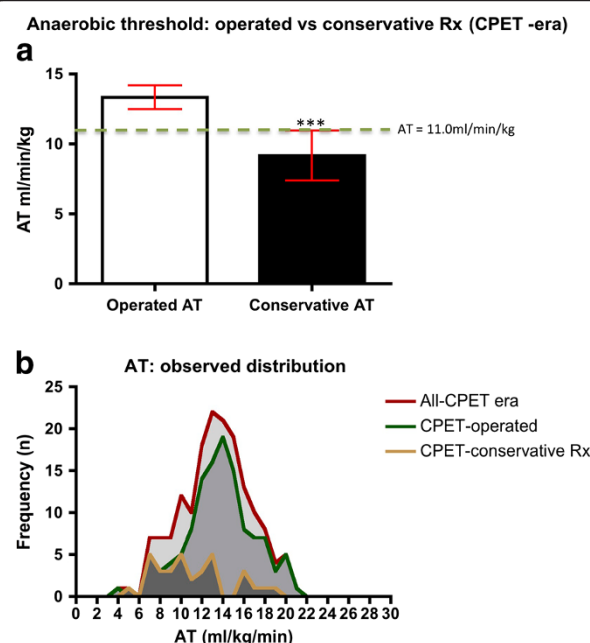 Anaerobic threshold: operated vs conservative Rx (CPET -era)
a
15
10
5
0
AT ml/min/kg
***
AT = 11.0ml/min/kg
Operated AT
Conservative AT
b
AT: observed distribution
25
20
15
10
5
0
Frequency (n)
All-CPET era
CPET-operated
CPET-conservative Rx
0 2 4 6 8 10 12 14 16 18 20 22 24 26 28 30
AT (ml/kg/min)